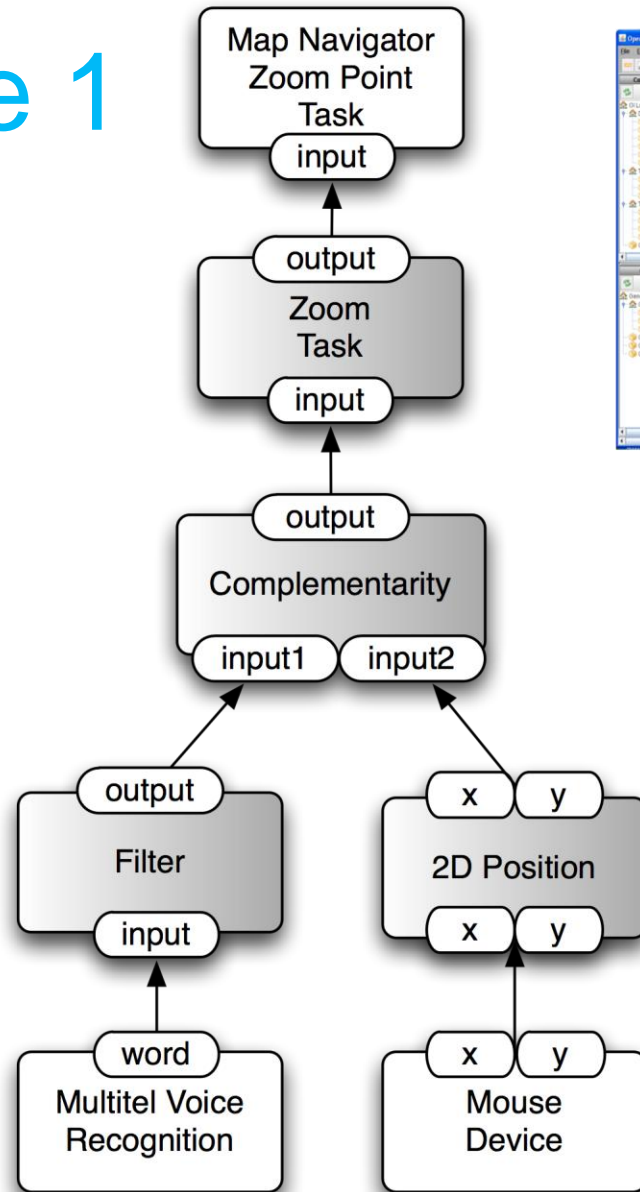 e 1
Map Navigator
Zoom Point
Task
input
output
Zoom
Task
input
output
Complementarity
input1 input2
output
Filter
input
x y
2D Position
x y
word
Multitel Voice
Recognition
x y
Mouse
Device